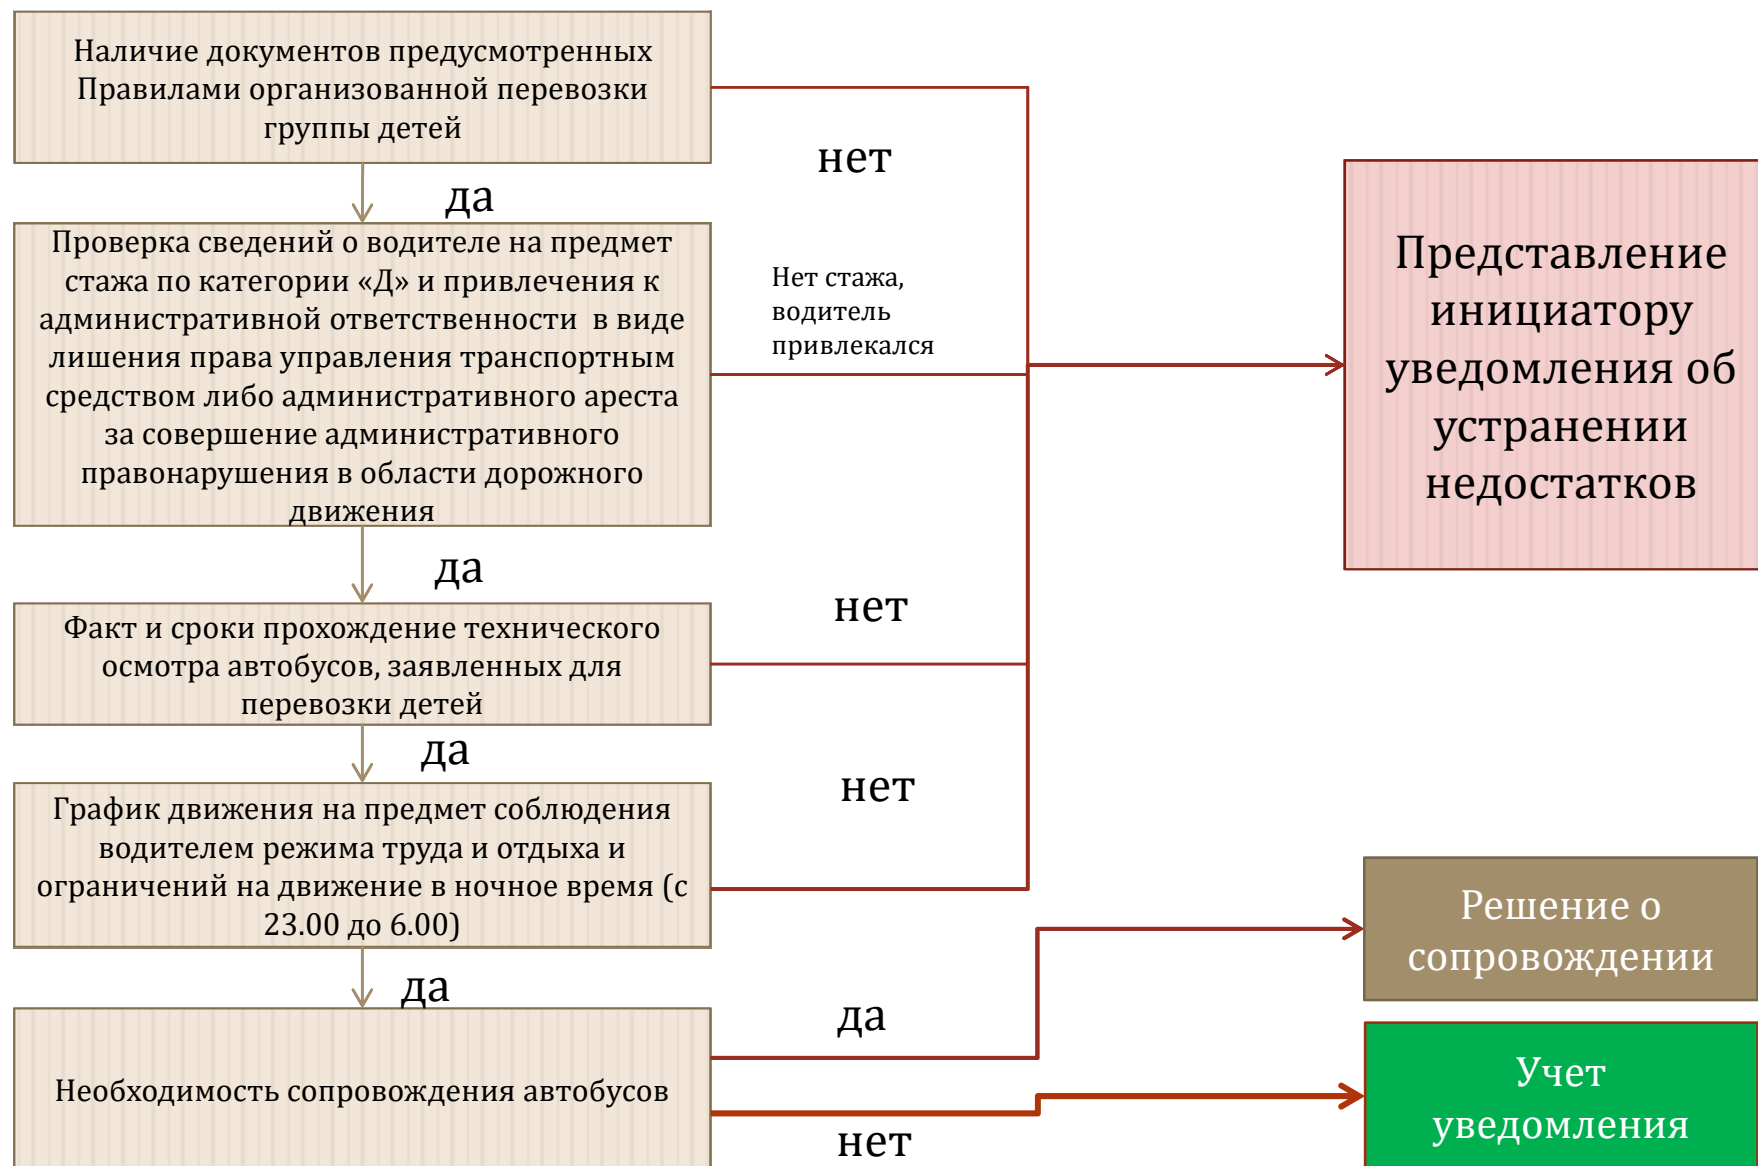 Наличие документов предусмотренных
Правилами организованной перевозки
группы детей
нет
да
Проверка сведений о водителе на предмет
стажа по категории «Д» и привлечения к
административной ответственности в виде
лишения права управления транспортным
средством либо административного ареста
за совершение административного
правонарушения в области дорожного
движения
Нет стажа,
водитель
привлекался
Представление
инициатору
уведомления об
устранении
недостатков
да
нет
Факт и сроки прохождение технического
осмотра автобусов, заявленных для
перевозки детей
да
нет
График движения на предмет соблюдения
водителем режима труда и отдыха и
ограничений на движение в ночное время (с
23.00 до 6.00)
Решение о
сопровождении
да
да
Необходимость сопровождения автобусов
нет
Учет
уведомления